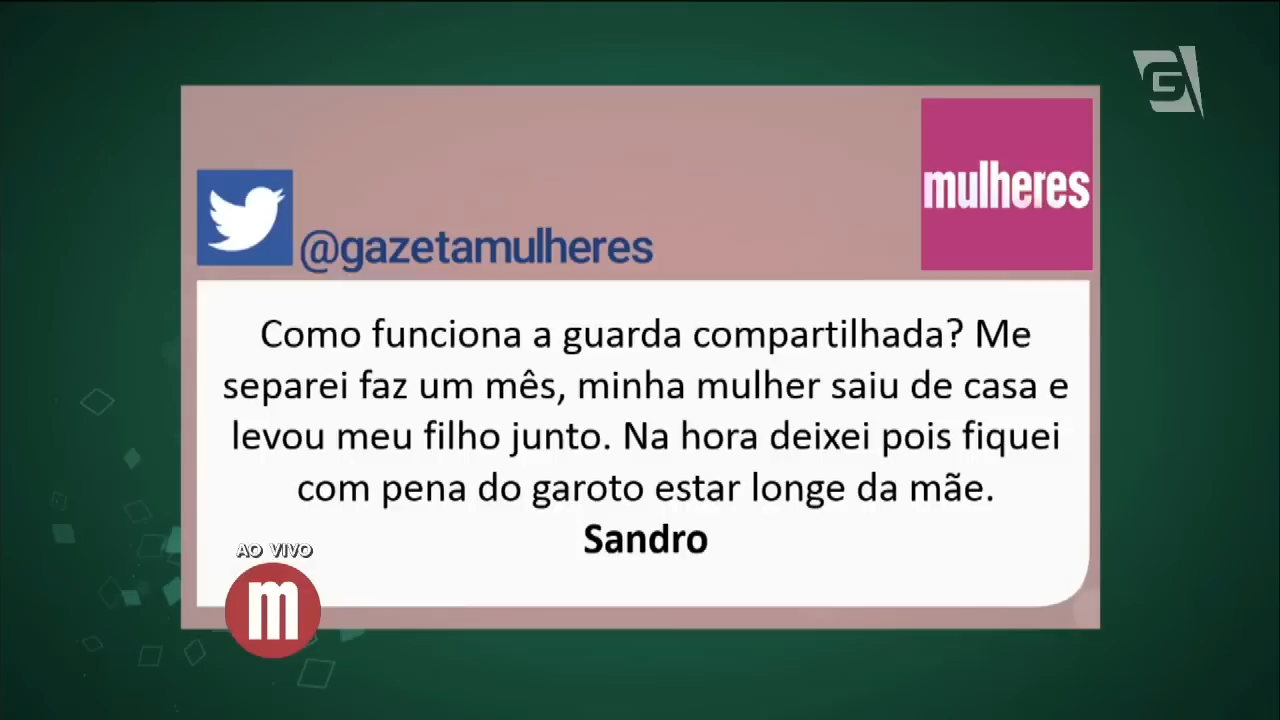 G
mulheres
@gazetamulheres
Como funciona a guarda compartilhada? Me
separei faz um mês, minha mulher saiu de casa e
levou meu filho junto. Na hora deixei pois fiquei
com pena do garoto estar longe da mãe.
Sandro
AO VIVO
m